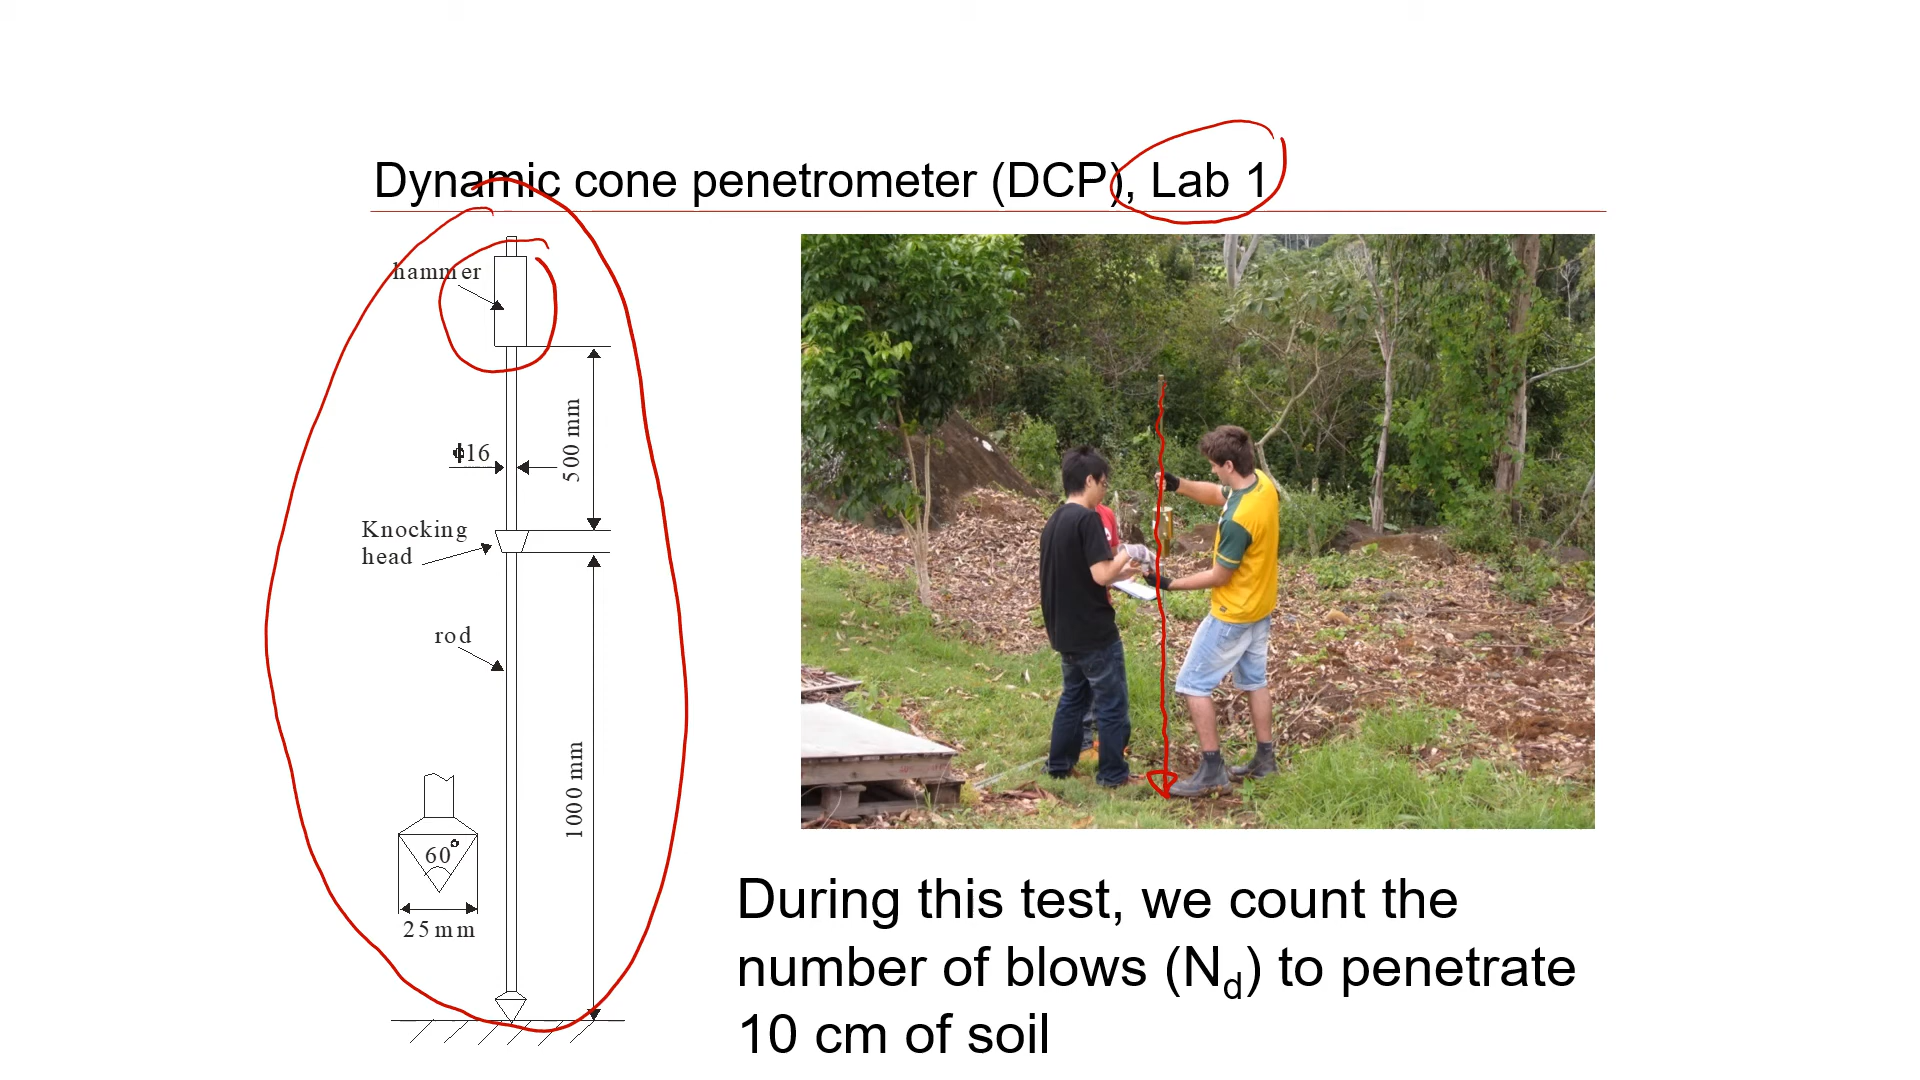 Dynamic cone penetrometer (DCP), Lab 1
hammer
500 mm
ϕ16
Knocking
head
rod
1000 mm
60°
25mm
During this test, we count the
number of blows (Nd) to penetrate
10 cm of soil